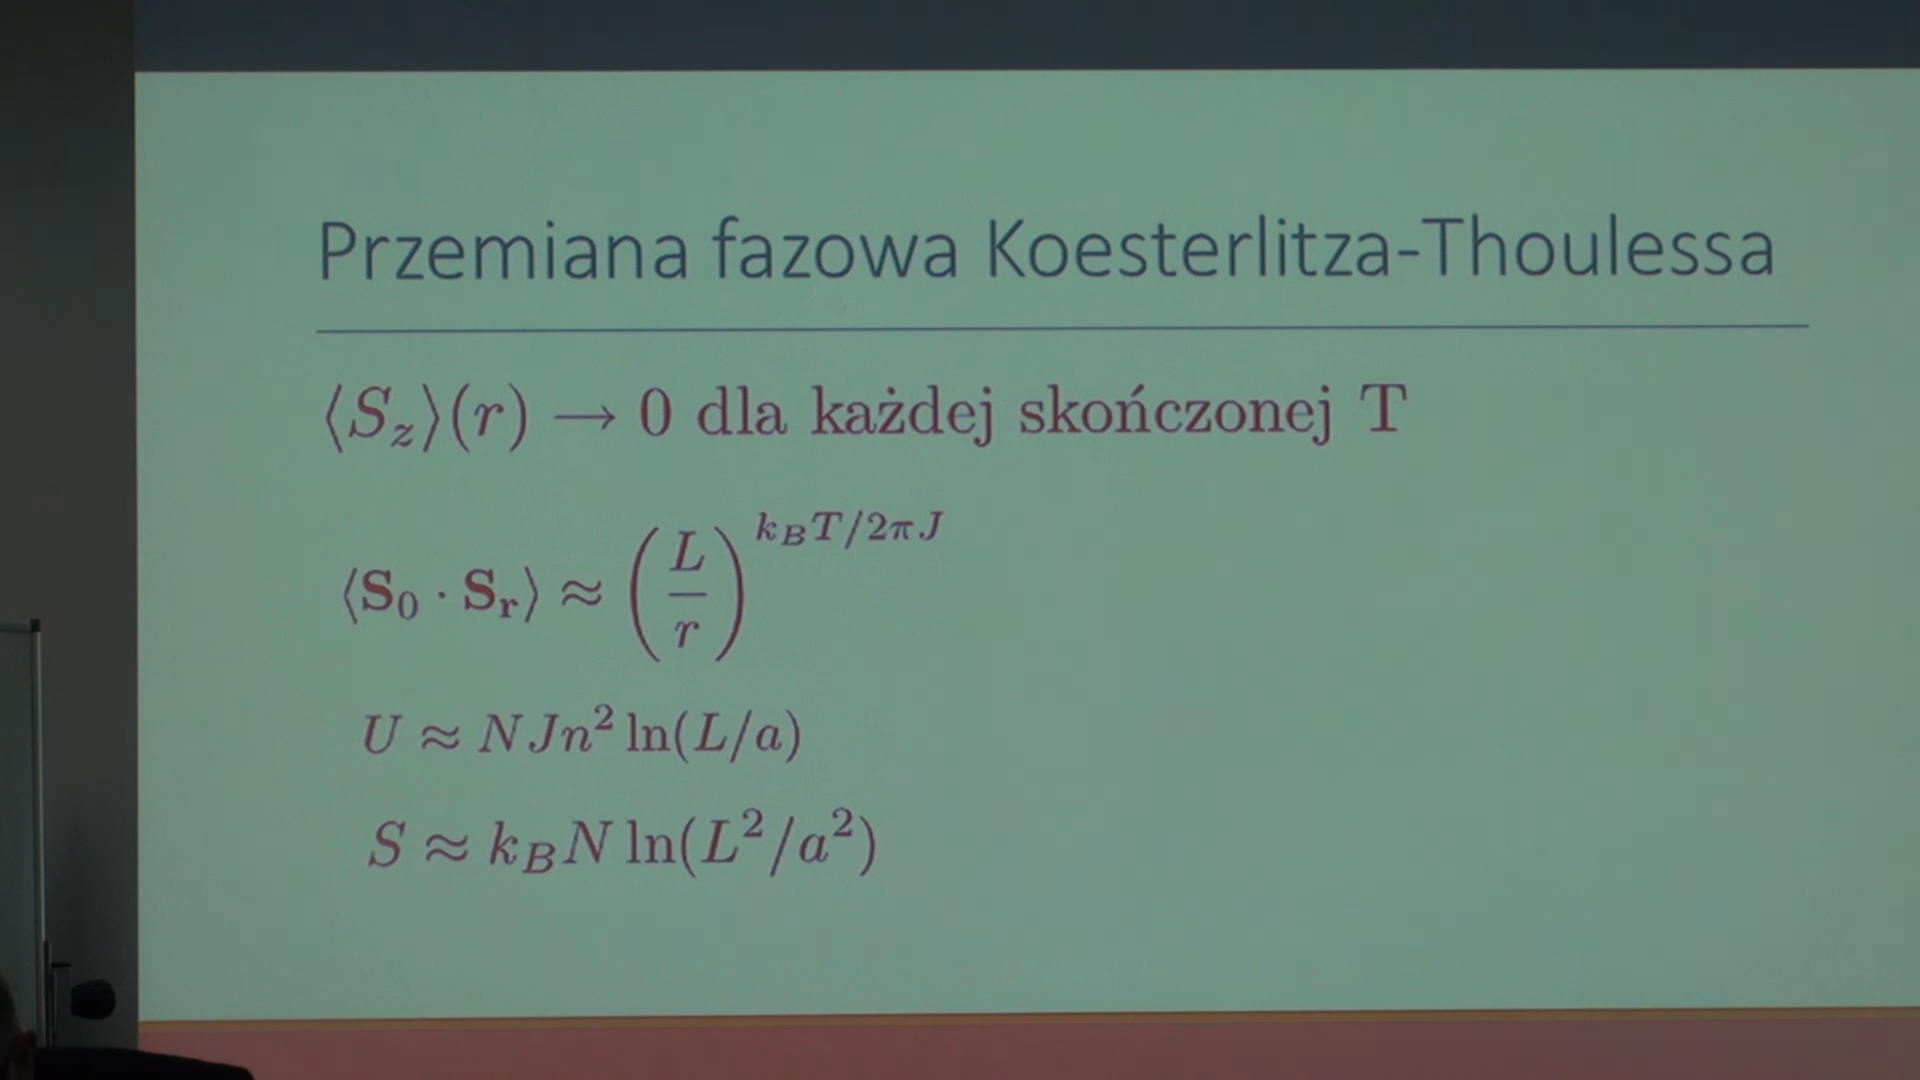 Przemiana fazowa Koesterlitza-Thoulessa
⟨S_z⟩(r) → 0 dla każdej skończonej T
⟨S₀ · S_r⟩ ≈ (L/r)^{k_B T/2πJ}
U ≈ NJn² ln(L/a)
S ≈ k_B N ln(L²/a²)